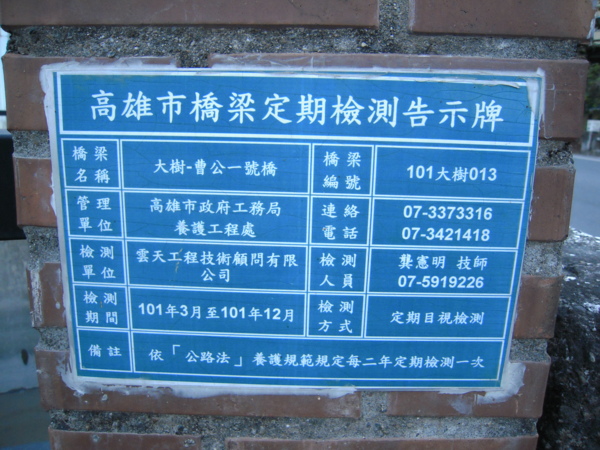 高雄市橋梁定期檢測告示牌
橋梁名稱 大樹-曹公一號橋 橋梁編號 101大樹013
管理單位 高雄市政府工務局養護工程處 連絡電話 07-3373316 07-3421418
檢測單位 雲天工程技術顧問有限公司 檢測人員 龔憲明 技師 07-5919226
檢測期間 101年3月至101年12月 檢測方式 定期目視檢測
備註 依「公路法」養護規範規定每二年定期檢測一次